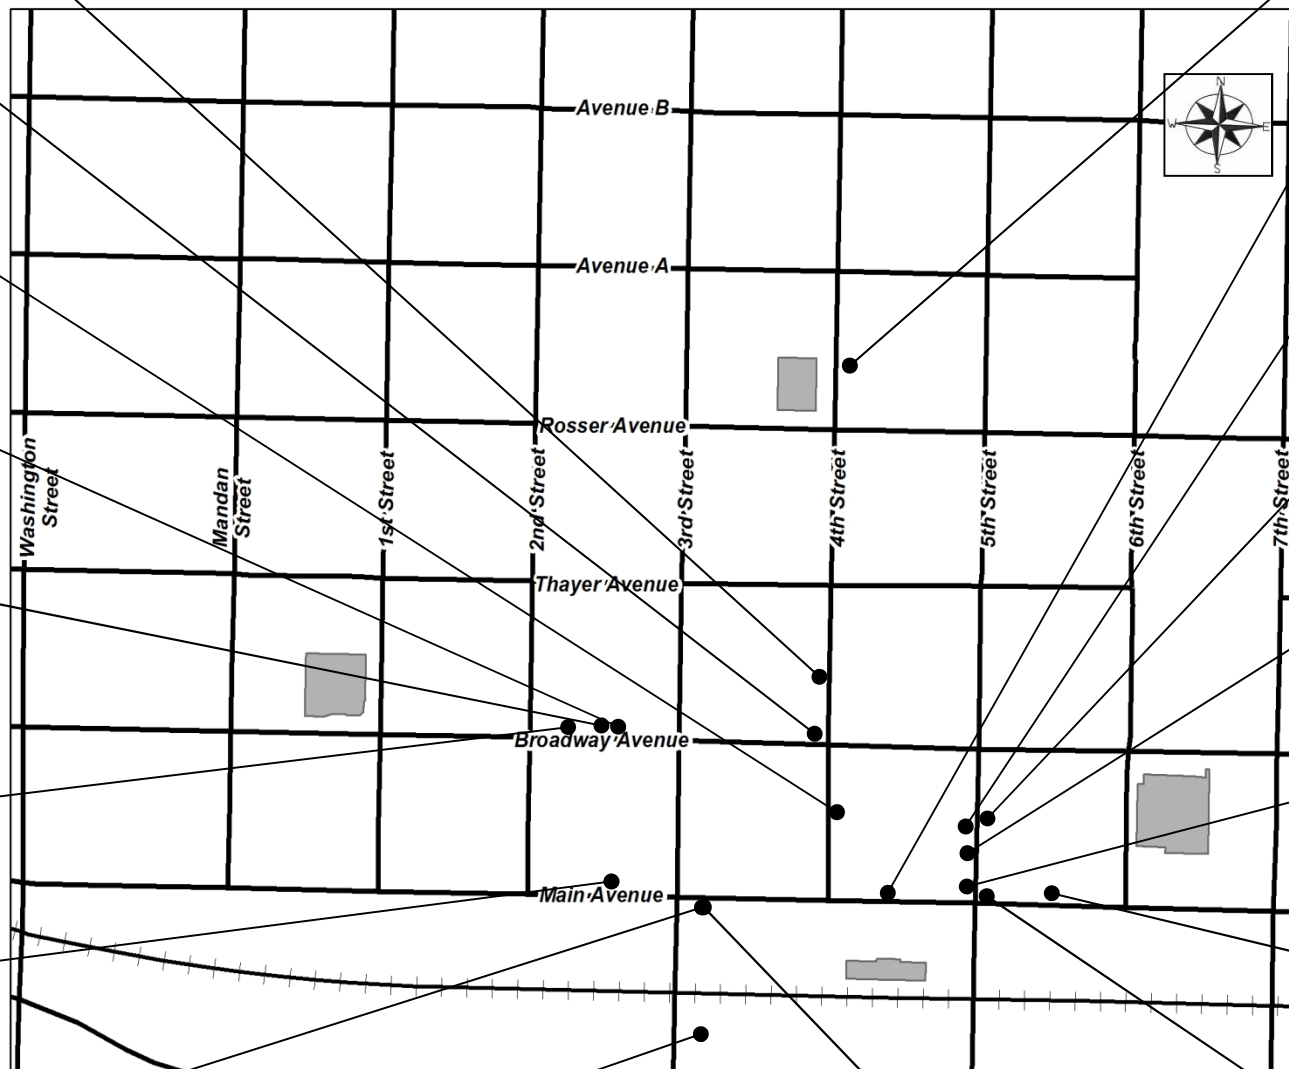 Avenue B
N
W
E
S
Avenue A
Rosser Avenue
Washington
Street
Mandan
Street
1st Street
2nd Street
3rd Street
4th Street
5th Street
6th Street
7th Street
Thayer Avenue
Broadway Avenue
Main Avenue